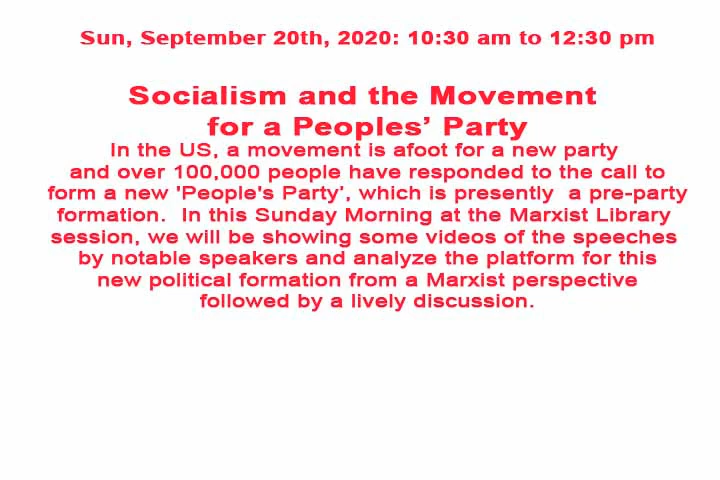 Sun, September 20th, 2020: 10:30 am to 12:30 pm
Socialism and the Movement
for a Peoples’ Party
In the US, a movement is afoot for a new party
and over 100,000 people have responded to the call to
form a new 'People's Party', which is presently  a pre-party
formation.  In this Sunday Morning at the Marxist Library
session, we will be showing some videos of the speeches
by notable speakers and analyze the platform for this
new political formation from a Marxist perspective
followed by a lively discussion.